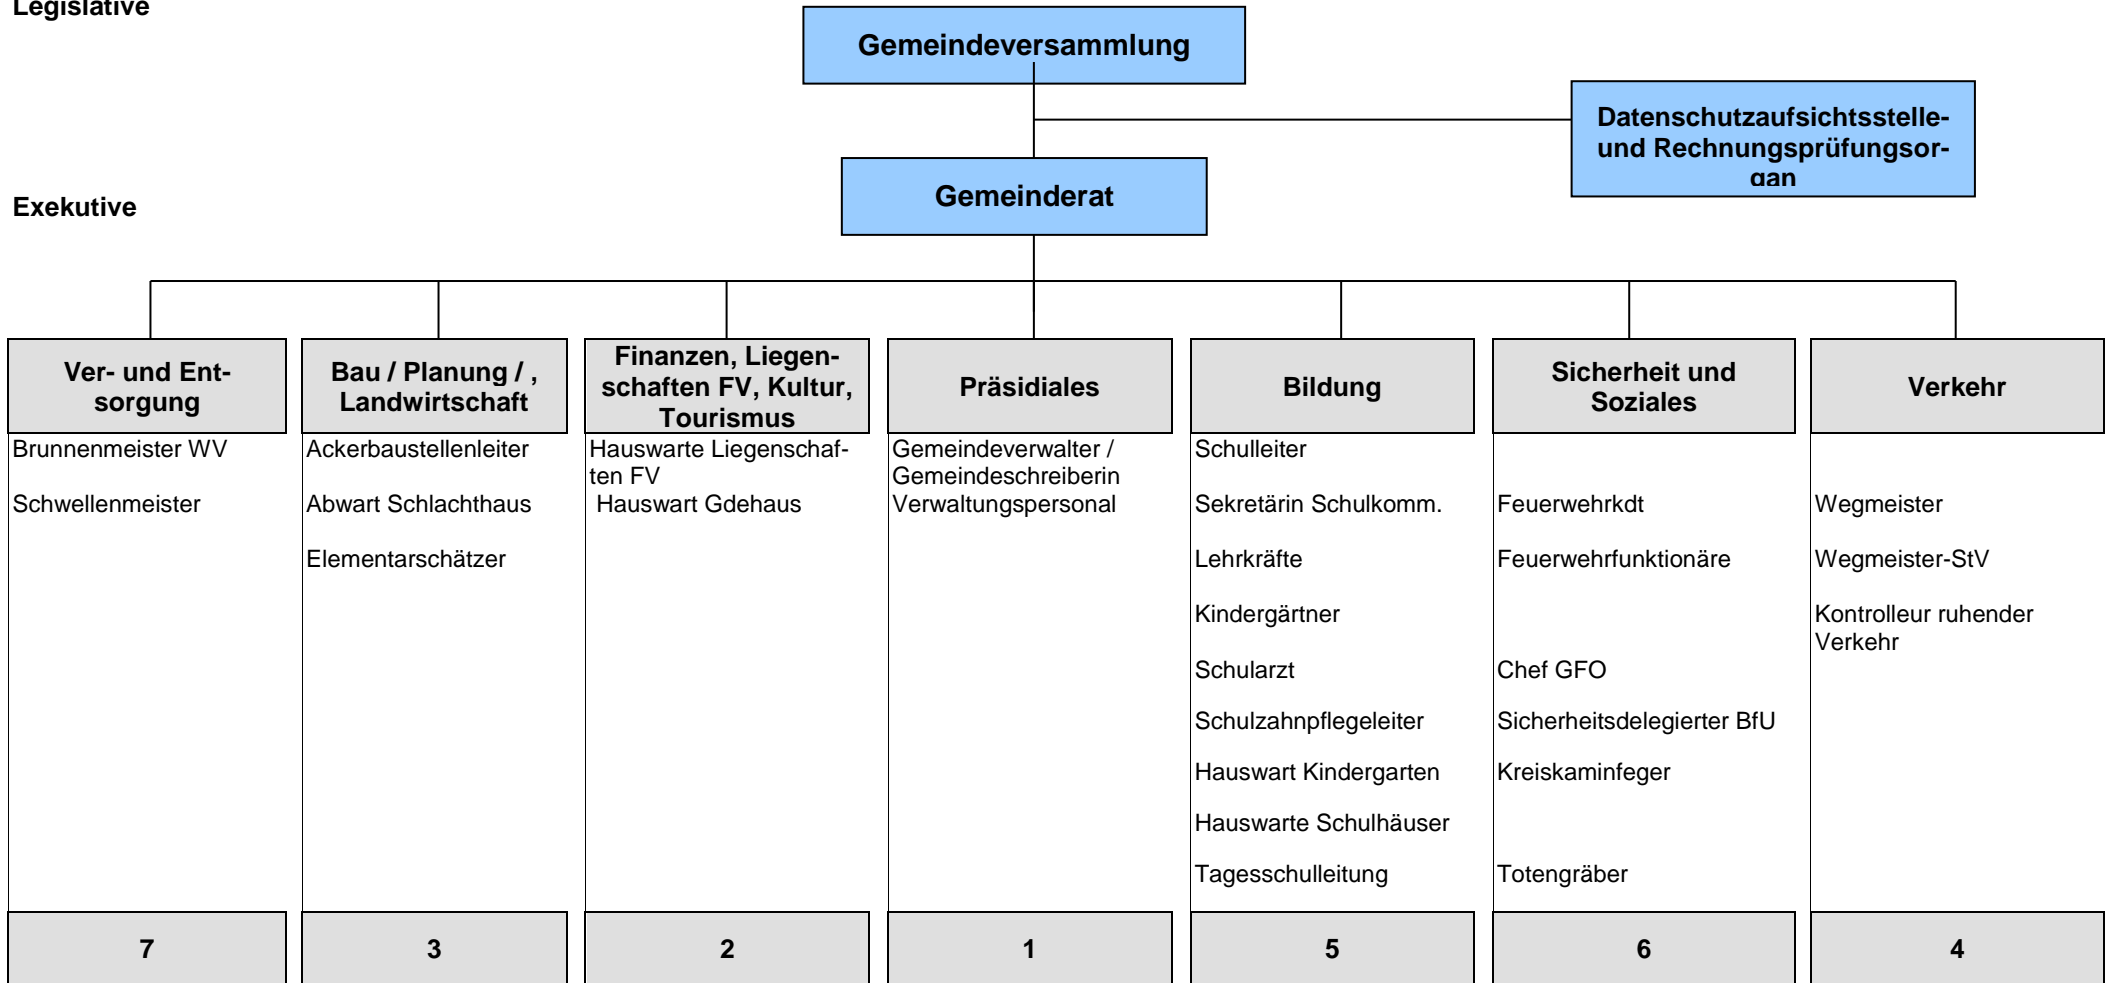 Legislative
Gemeindeversammlung
Datenschutzaufsichtsstelle-
und Rechnungsprüfungsor-
gan
Gemeinderat
Exekutive
Ver- und Ent-
sorgung
Brunnenmeister WV
Schwellenmeister
7
Bau / Planung / ,
Landwirtschaft
Ackerbaustellenleiter
Abwart Schlachthaus
Elementarschätzer
3
Finanzen, Liegen-
schaften FV, Kultur,
Tourismus
Hauswarte Liegenschaf-
ten FV
Hauswart Gdehaus
2
Präsidiales
Gemeindeverwalter /
Gemeindeschreiberin
Verwaltungspersonal
1
Bildung
Schulleiter
Sekretärin Schulkomm.
Lehrkräfte
Kindergärtner
Schularzt
Schulzahnpflegeleiter
Hauswart Kindergarten
Hauswarte Schulhäuser
Tagesschulleitung
5
Sicherheit und
Soziales
Feuerwehrkdt
Feuerwehrfunktionäre
Chef GFO
Sicherheitsdelegierter BfU
Kreiskaminfeger
Totengräber
6
Verkehr
Wegmeister
Wegmeister-StV
Kontrolleur ruhender
Verkehr
4